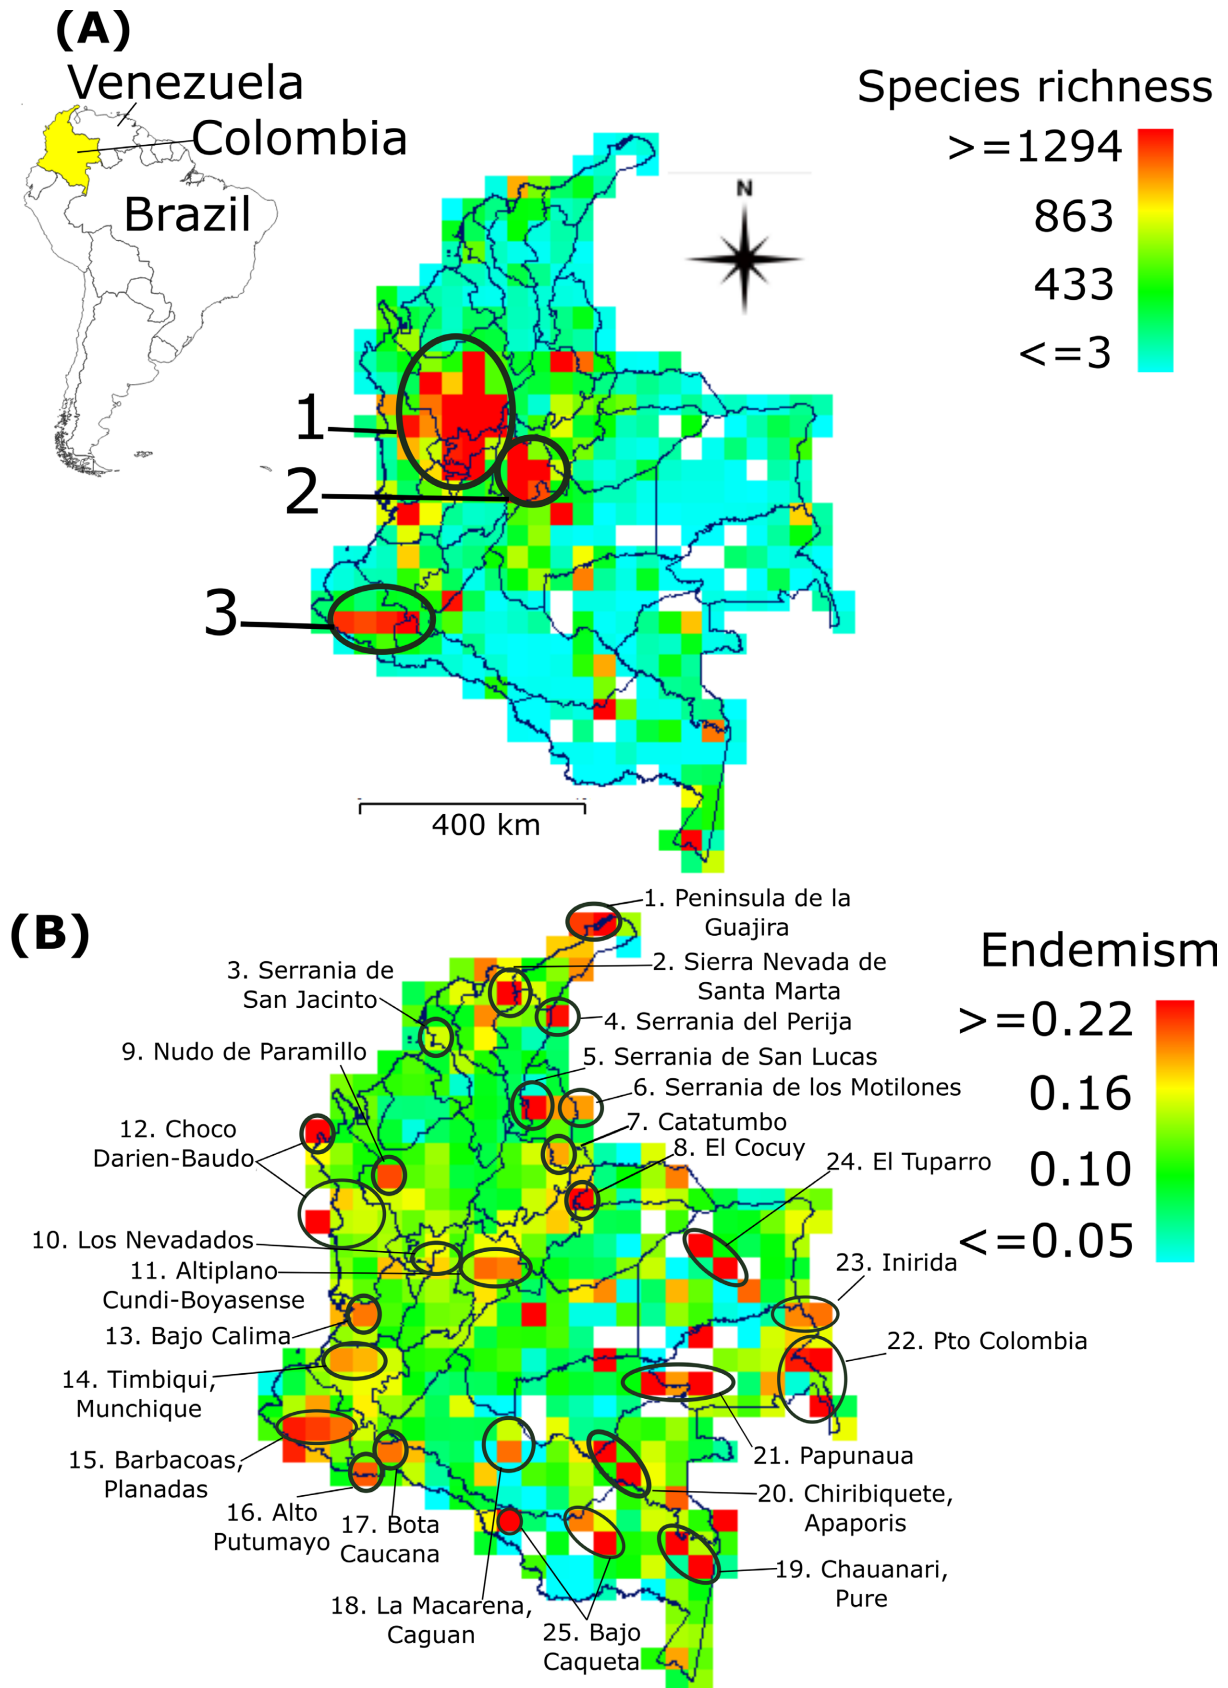 (A)
Venezuela
Colombia
Brazil
Species richness
>=1294
863
433
<=3
N
1
2
3
400 km
(B)
Endemism
>=0.22
0.16
0.10
<=0.05
1. Peninsula de la
Guajira
2. Sierra Nevada de
Santa Marta
3. Serrania de
San Jacinto
4. Serrania del Perija
9. Nudo de Paramillo
5. Serrania de San Lucas
6. Serrania de los Motilones
7. Catatumbo
12. Choco
Darien-Baudo
8. El Cocuy
24. El Tuparro
10. Los Nevadados
11. Altiplano
Cundi-Boyasense
23. Inirida
13. Bajo Calima
22. Pto Colombia
14. Timbiqui,
Munchique
15. Barbacoas,
Planadas
21. Papunaua
20. Chiribiquete,
Apaporis
16. Alto
Putumayo
17. Bota
Caucana
19. Chauanari,
Pure
18. La Macarena,
Caguan
25. Bajo
Caqueta